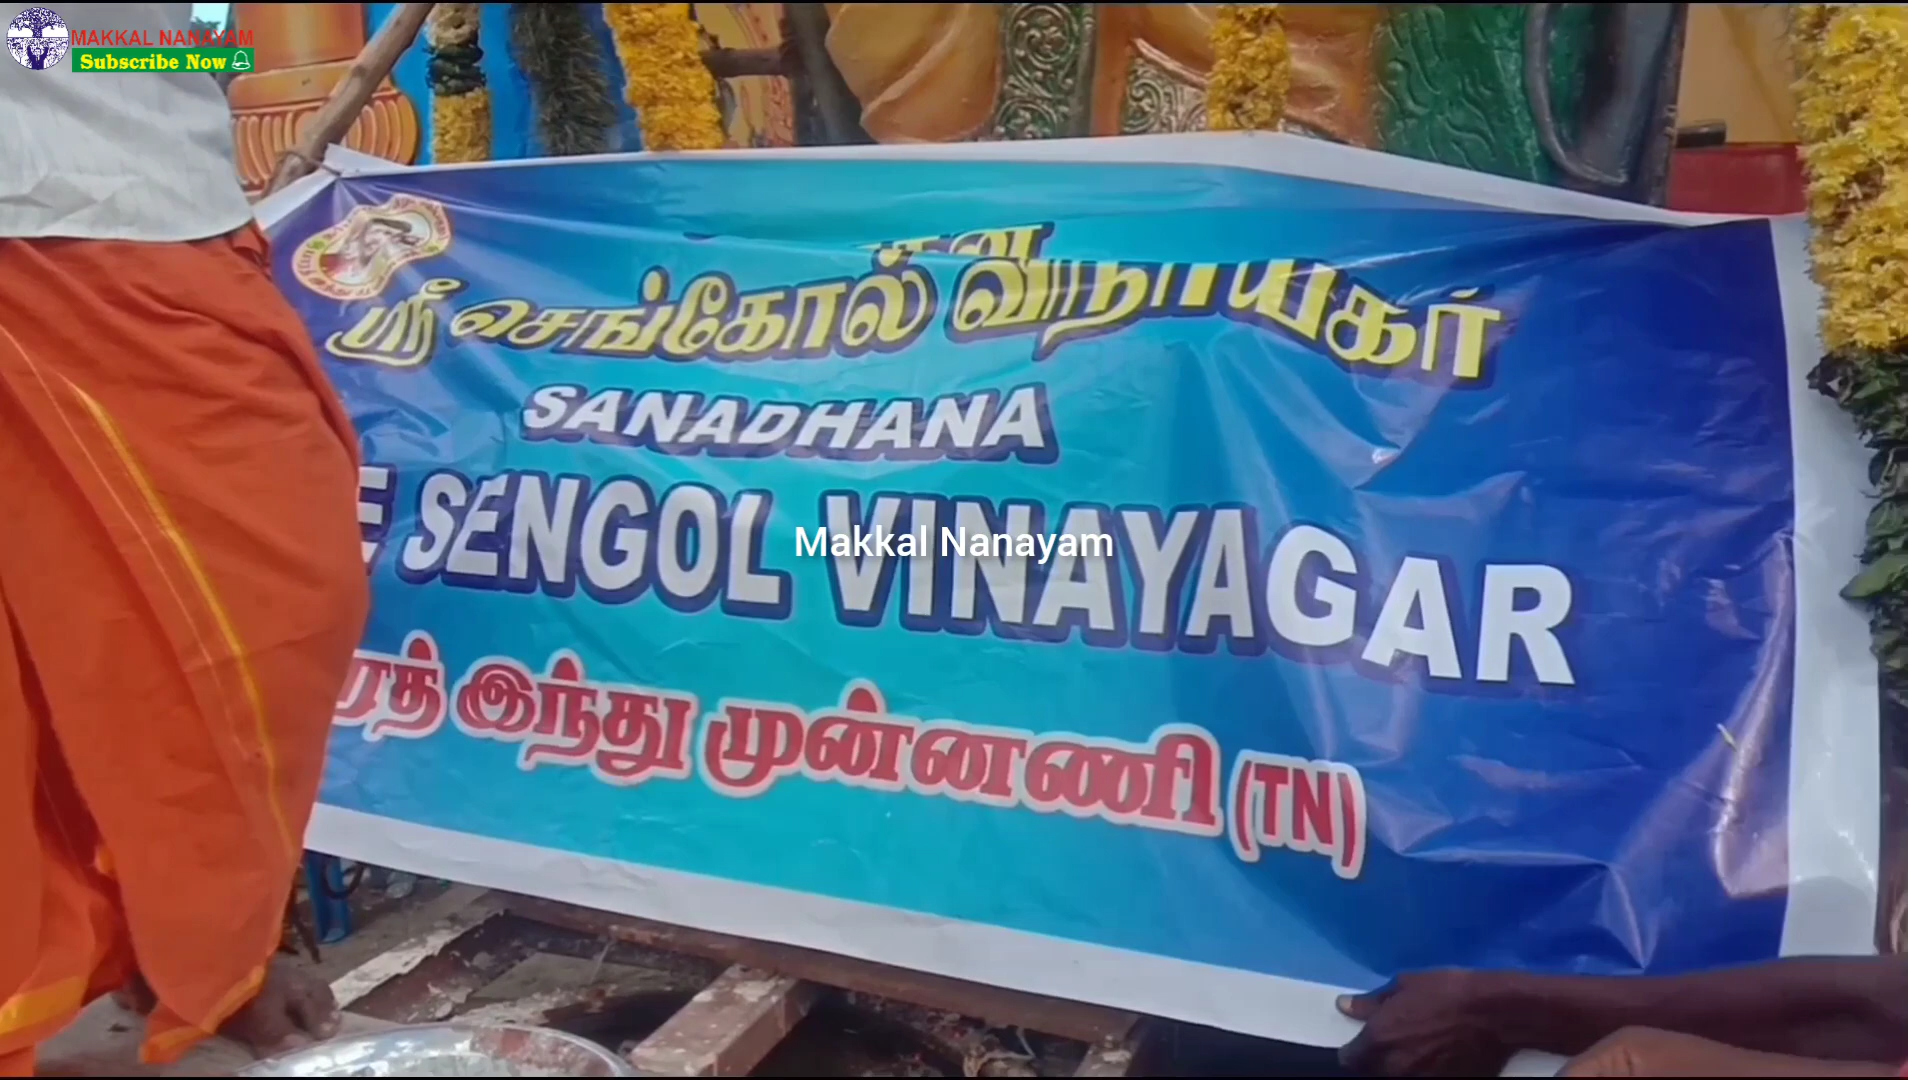 MAKKAL NANAYAM
Subscribe Now
ஸ்ரீ செங்கோல் விநாயகர்
SANADHANA
SENGOL VINAYAGAR
Makkal Nanayam
இந்து முன்னணி (TN)